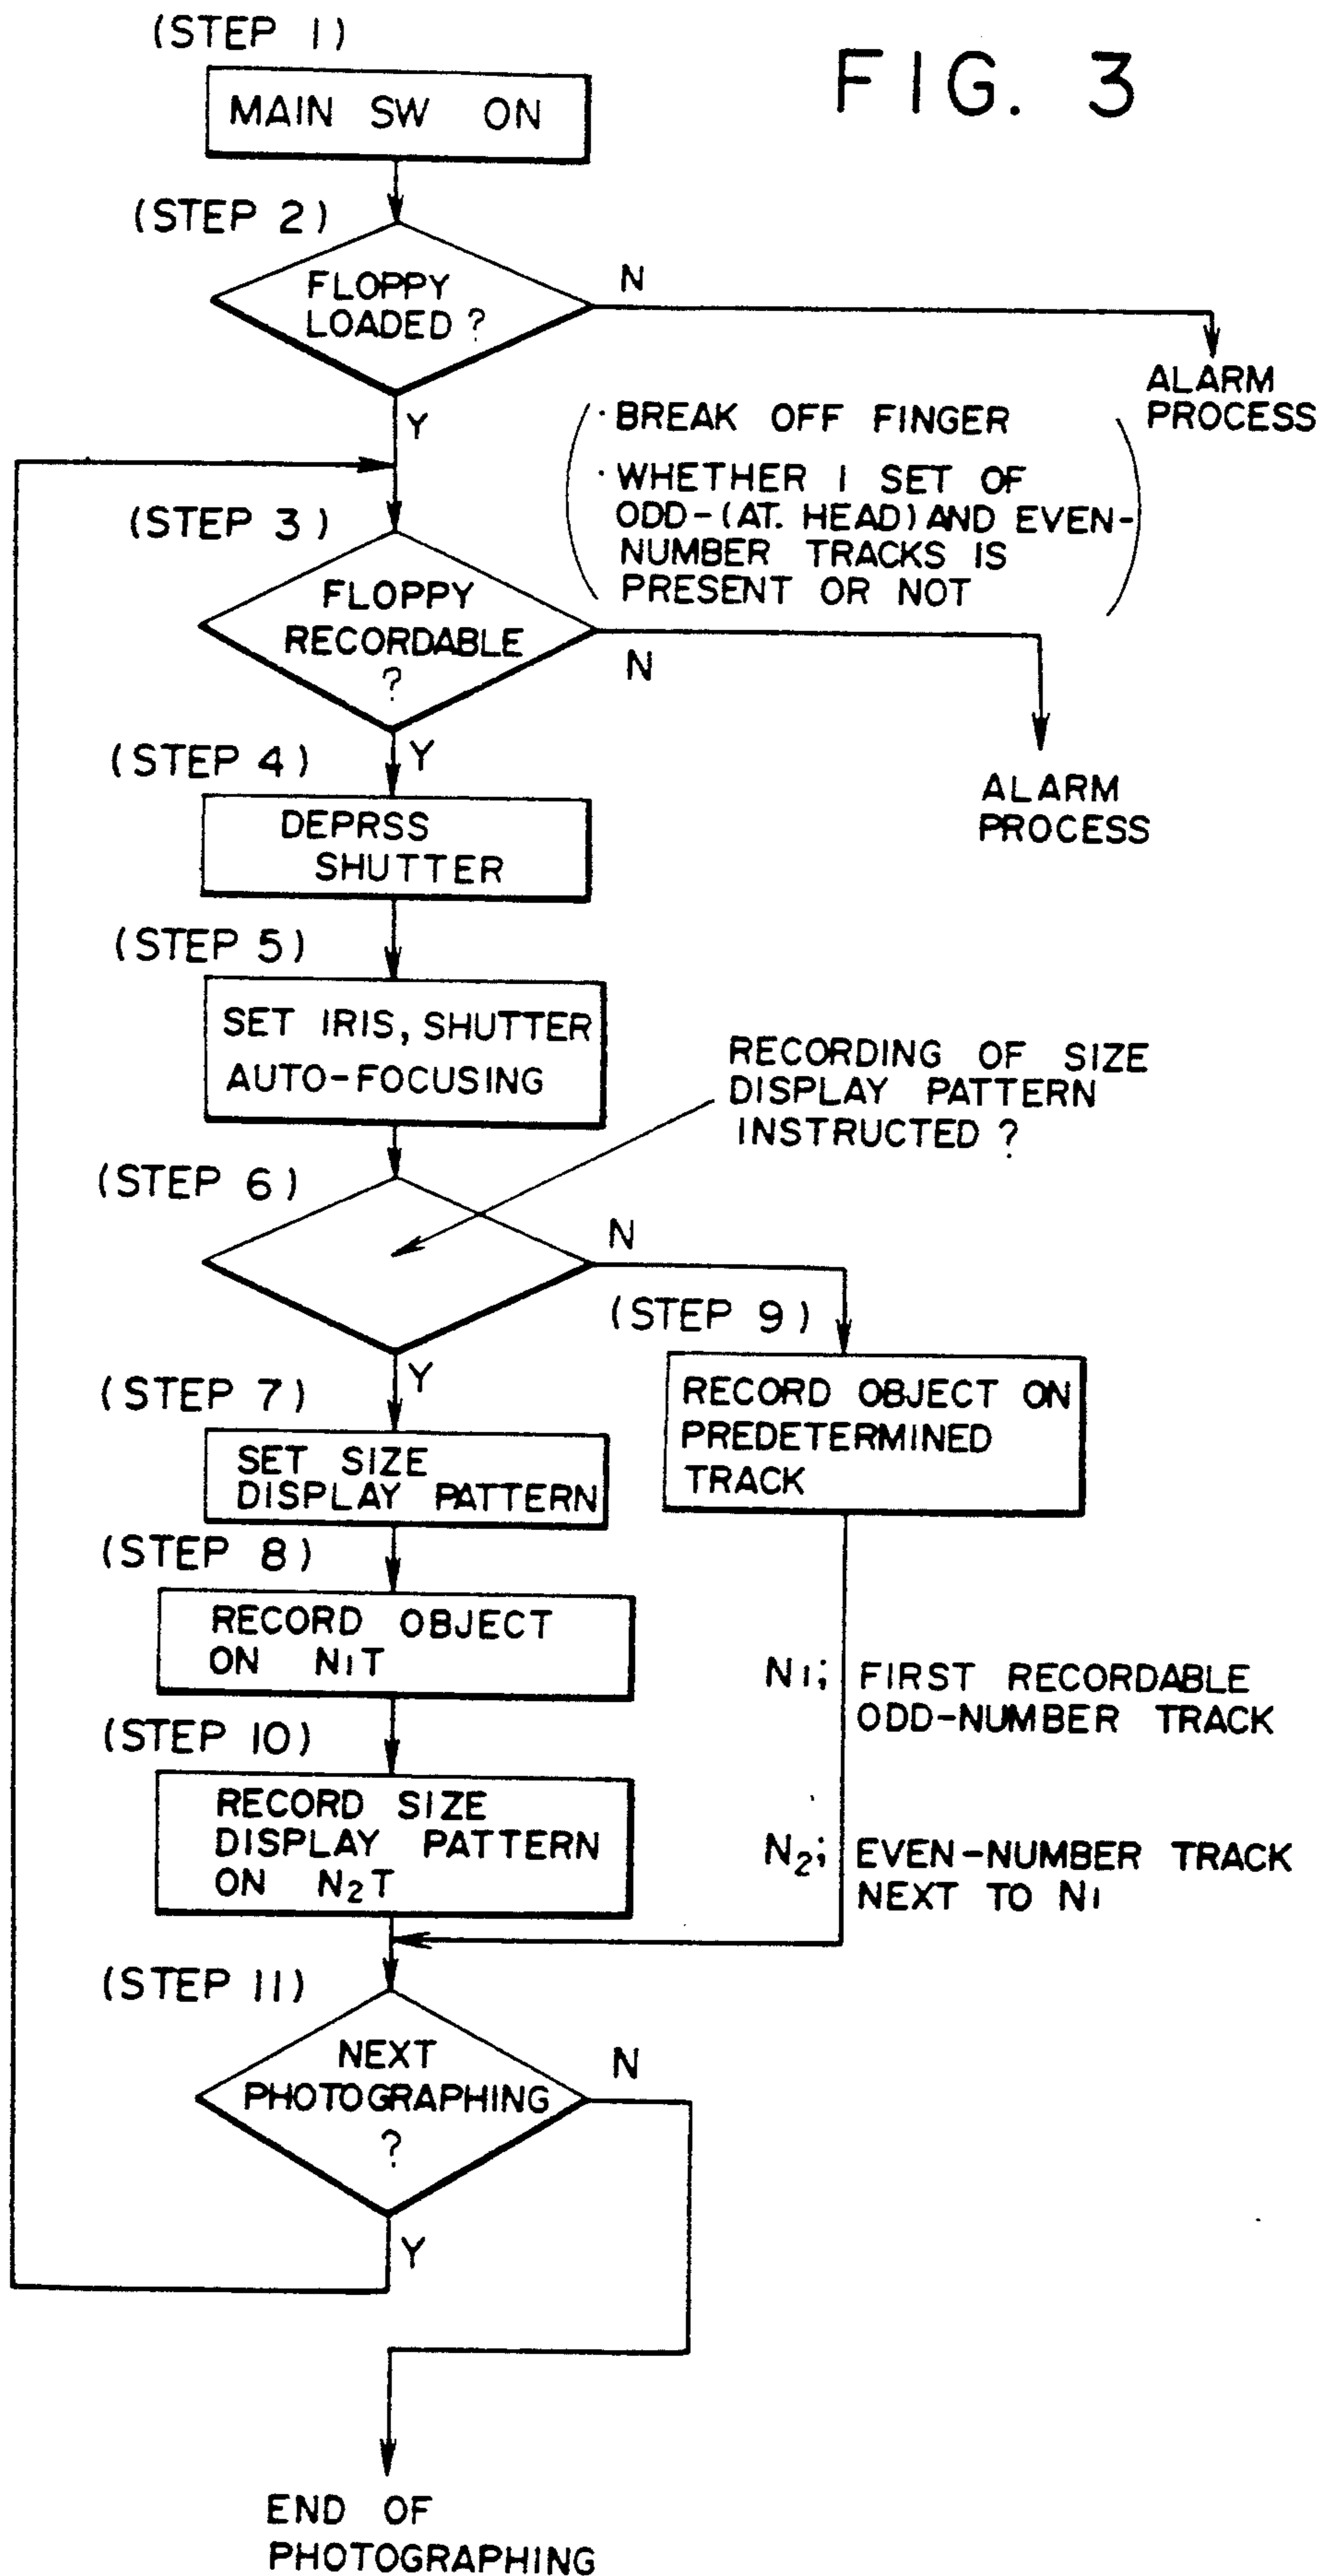 FIG. 3
(STEP 1)
MAIN SW ON
(STEP 2)
FLOPPY
LOADED ?
N
ALARM
PROCESS
Y
· BREAK OFF FINGER
· WHETHER 1 SET OF
ODD-(AT. HEAD) AND EVEN-
NUMBER TRACKS IS
PRESENT OR NOT
(STEP 3)
FLOPPY
RECORDABLE
?
N
ALARM
PROCESS
Y
(STEP 4)
DEPRSS
SHUTTER
(STEP 5)
SET IRIS, SHUTTER
AUTO-FOCUSING
RECORDING OF SIZE
DISPLAY PATTERN
INSTRUCTED ?
(STEP 6)
N
Y
(STEP 9)
RECORD OBJECT ON
PREDETERMINED
TRACK
(STEP 7)
SET SIZE
DISPLAY PATTERN
(STEP 8)
RECORD OBJECT
ON N1T
N1; FIRST RECORDABLE
ODD-NUMBER TRACK
(STEP 10)
RECORD SIZE
DISPLAY PATTERN
ON N2T
N2; EVEN-NUMBER TRACK
NEXT TO N1
(STEP 11)
NEXT
PHOTOGRAPHING
?
N
Y
END OF
PHOTOGRAPHING